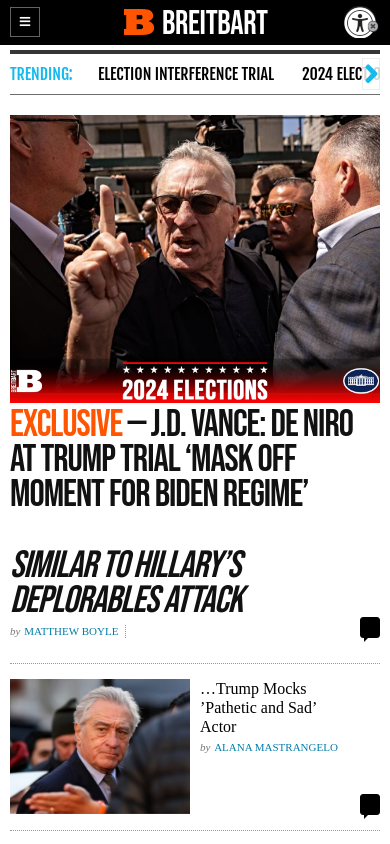 BREITBART
TRENDING: ELECTION INTERFERENCE TRIAL 2024 ELEC
BREITBART
2024 ELECTIONS
EXCLUSIVE — J.D. VANCE: DE NIRO
AT TRUMP TRIAL ‘MASK OFF
MOMENT FOR BIDEN REGIME’
SIMILAR TO HILLARY’S
DEPLORABLES ATTACK
by MATTHEW BOYLE
…Trump Mocks
’Pathetic and Sad’
Actor
by ALANA MASTRANGELO